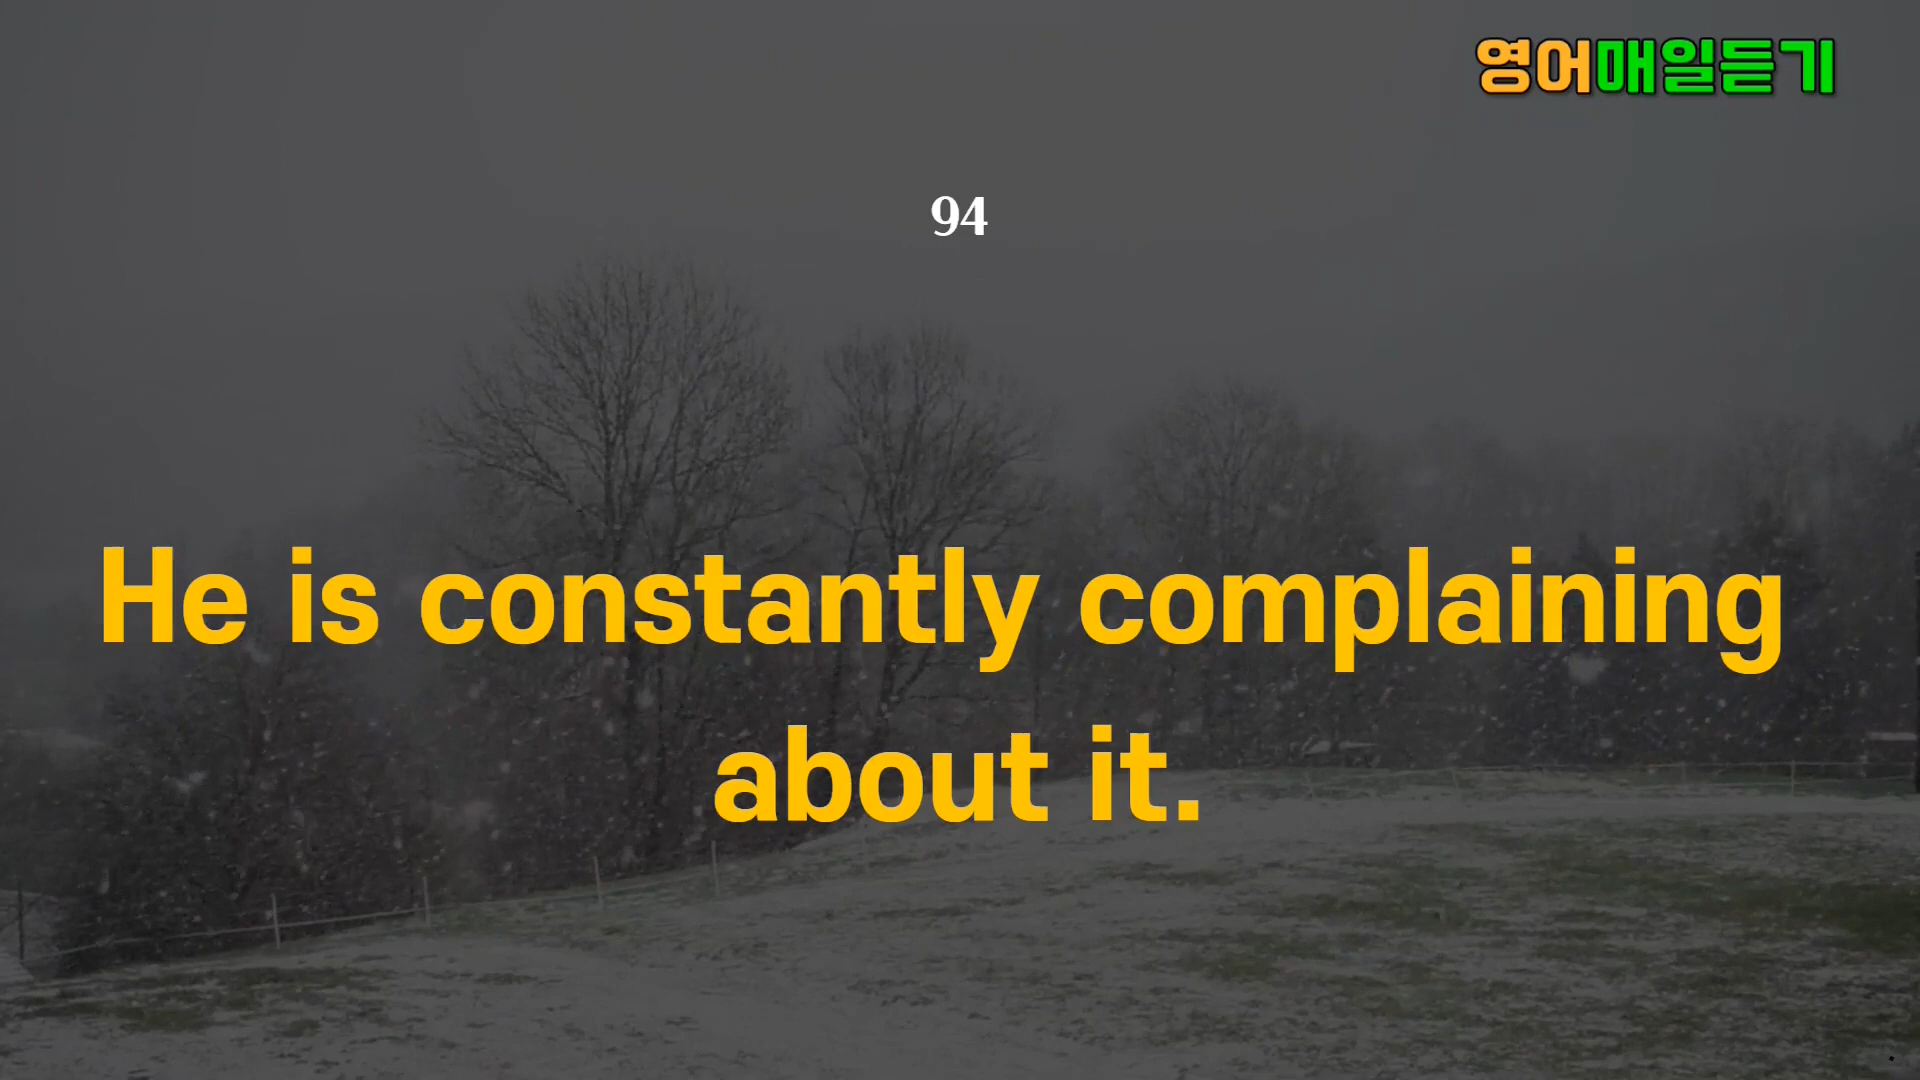 영어매일듣기
94
He is constantly complaining
about it.